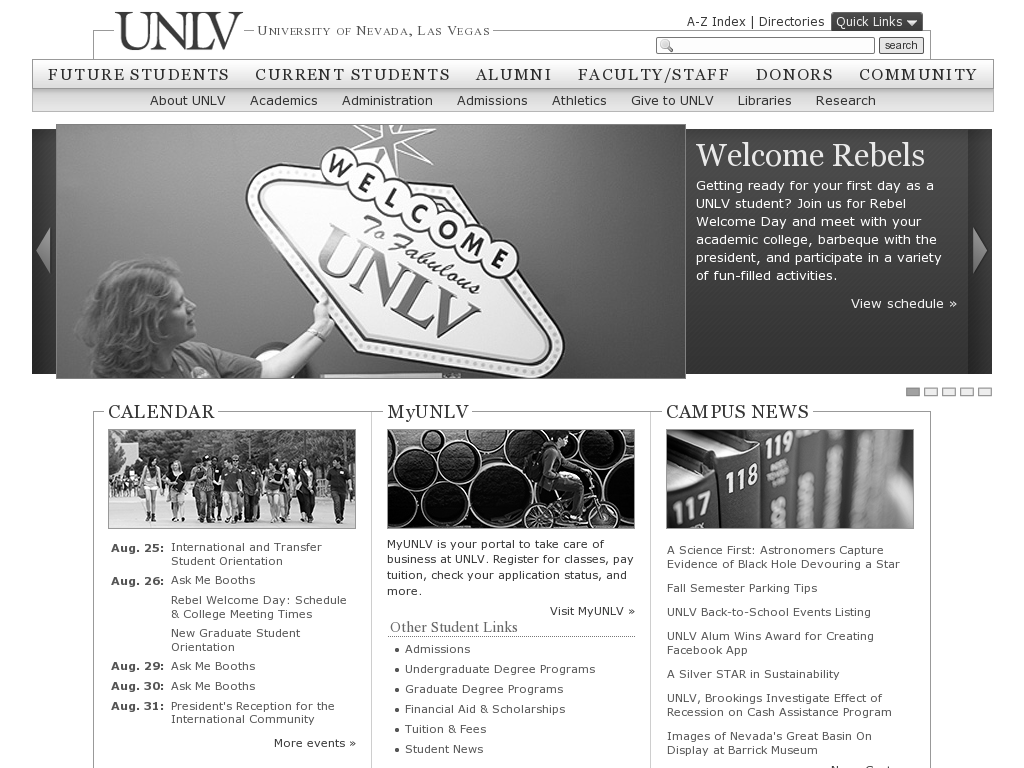 UNLV
University of Nevada, Las Vegas
A-Z Index | Directories
Quick Links
search
FUTURE STUDENTS
CURRENT STUDENTS
ALUMNI
FACULTY/STAFF
DONORS
COMMUNITY
About UNLV
Academics
Administration
Admissions
Athletics
Give to UNLV
Libraries
Research
WELCOME
To Fabulous
UNLV
Welcome Rebels
Getting ready for your first day as a
UNLV student? Join us for Rebel
Welcome Day and meet with your
academic college, barbeque with the
president, and participate in a variety
of fun-filled activities.
View schedule »
CALENDAR
Aug. 25: International and Transfer
Student Orientation
Aug. 26: Ask Me Booths
Rebel Welcome Day: Schedule
& College Meeting Times
New Graduate Student
Orientation
Aug. 29: Ask Me Booths
Aug. 30: Ask Me Booths
Aug. 31: President's Reception for the
International Community
More events »
MyUNLV
MyUNLV is your portal to take care of
business at UNLV. Register for classes, pay
tuition, check your application status, and
more.
Visit MyUNLV »
Other Student Links
• Admissions
• Undergraduate Degree Programs
• Graduate Degree Programs
• Financial Aid & Scholarships
• Tuition & Fees
• Student News
CAMPUS NEWS
117
118
119
A Science First: Astronomers Capture
Evidence of Black Hole Devouring a Star
Fall Semester Parking Tips
UNLV Back-to-School Events Listing
UNLV Alum Wins Award for Creating
Facebook App
A Silver STAR in Sustainability
UNLV, Brookings Investigate Effect of
Recession on Cash Assistance Program
Images of Nevada's Great Basin On
Display at Barrick Museum